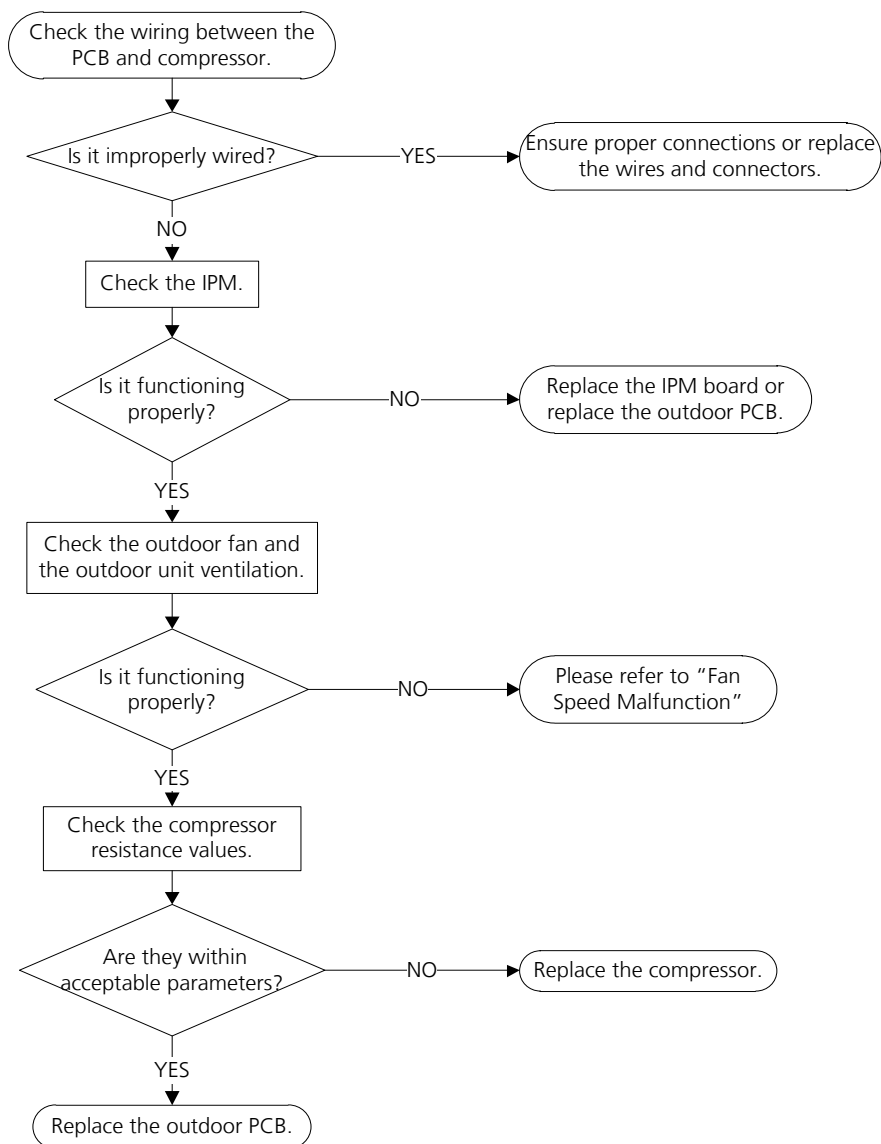 Check the wiring between the
PCB and compressor.
Is it improperly wired?
YES
Ensure proper connections or replace
the wires and connectors.
NO
Check the IPM.
Is it functioning
properly?
NO
Replace the IPM board or
replace the outdoor PCB.
YES
Check the outdoor fan and
the outdoor unit ventilation.
Is it functioning
properly?
NO
Please refer to “Fan
Speed Malfunction”
YES
Check the compressor
resistance values.
Are they within
acceptable parameters?
NO
Replace the compressor.
YES
Replace the outdoor PCB.